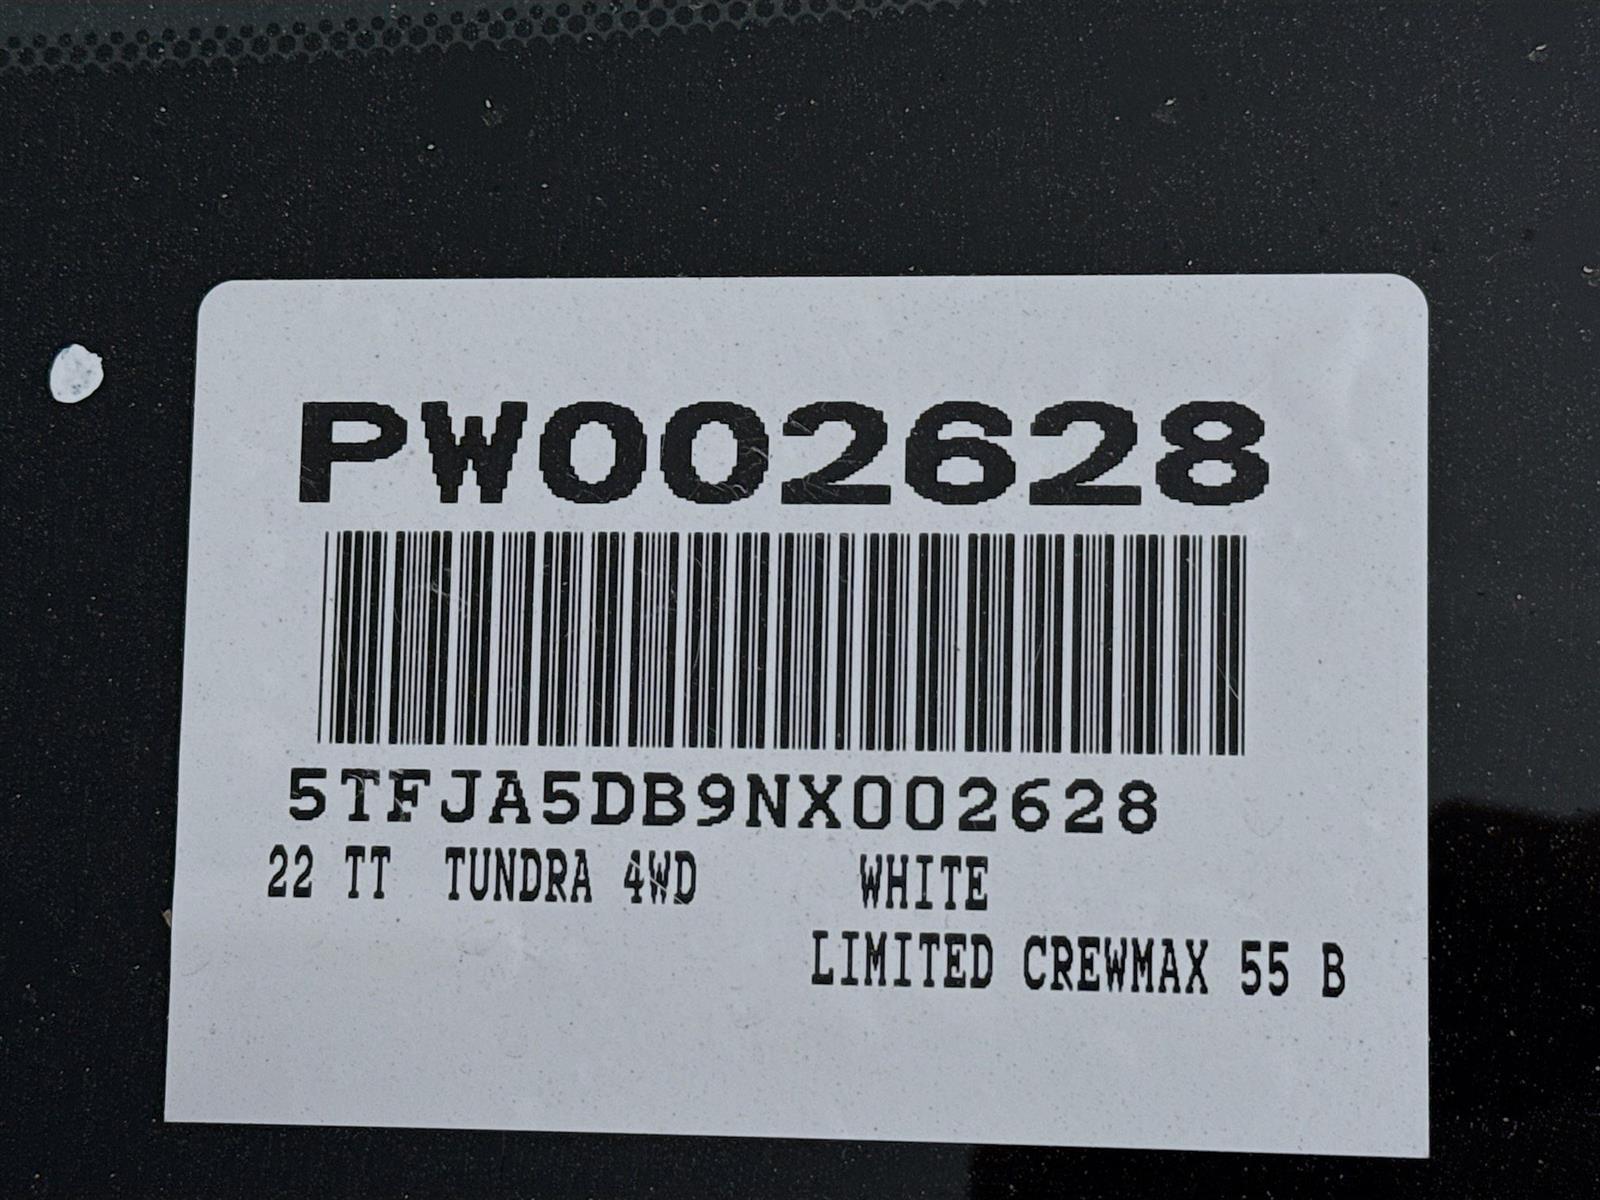 PW002628
5TFJA5DB9NX002628
22 TT TUNDRA 4WD WHITE
LIMITED CREWMAX 55 B